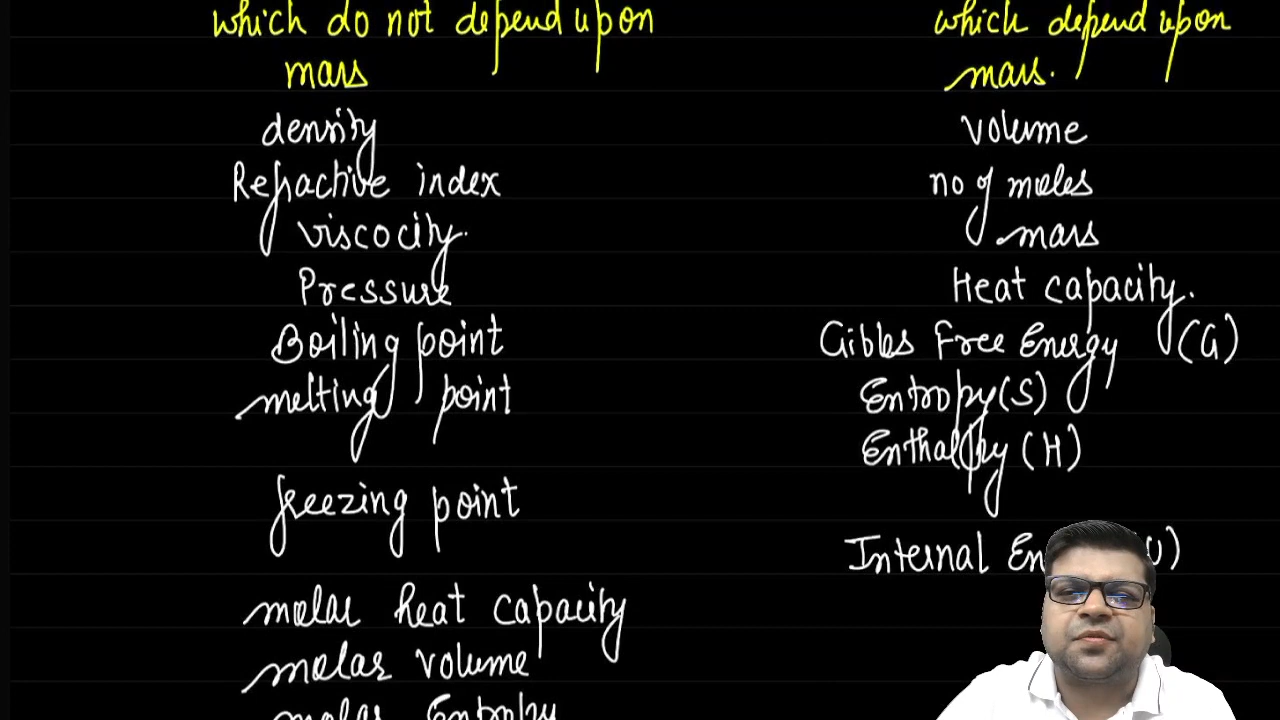 which do not depend upon
mass
density
Refractive index
viscocity.
Pressure
Boiling point
melting point
freezing point
molar heat capacity
molar volume
molar Entropy
which depend upon
mass.
volume
no of moles
mass
Heat capacity.
Gibbs Free Energy (G)
Entropy (S)
Enthalpy (H)
Internal En U)